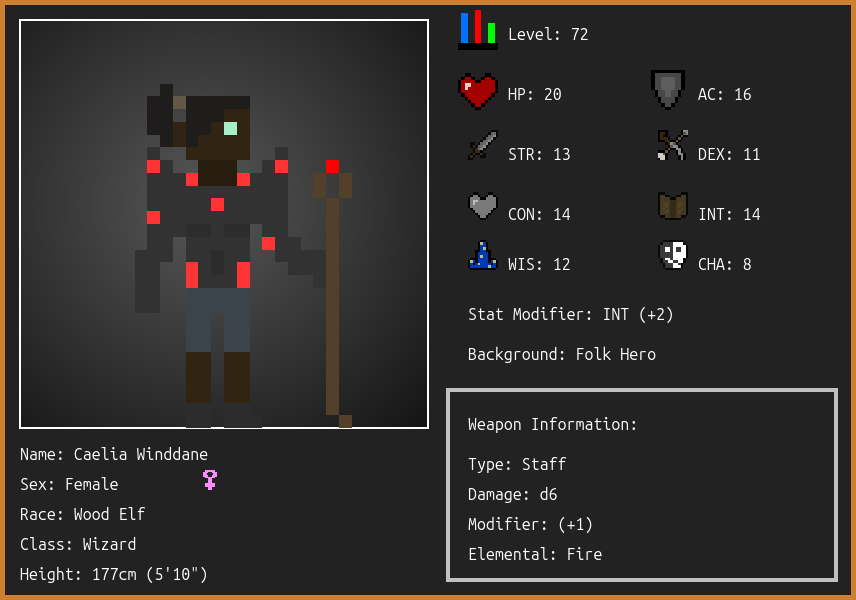 Level: 72
HP: 20
AC: 16
STR: 13
DEX: 11
CON: 14
INT: 14
WIS: 12
CHA: 8
Stat Modifier: INT (+2)
Background: Folk Hero
Weapon Information:
Type: Staff
Damage: d6
Modifier: (+1)
Elemental: Fire
Name: Caelia Winddane
Sex: Female
Race: Wood Elf
Class: Wizard
Height: 177cm (5'10")